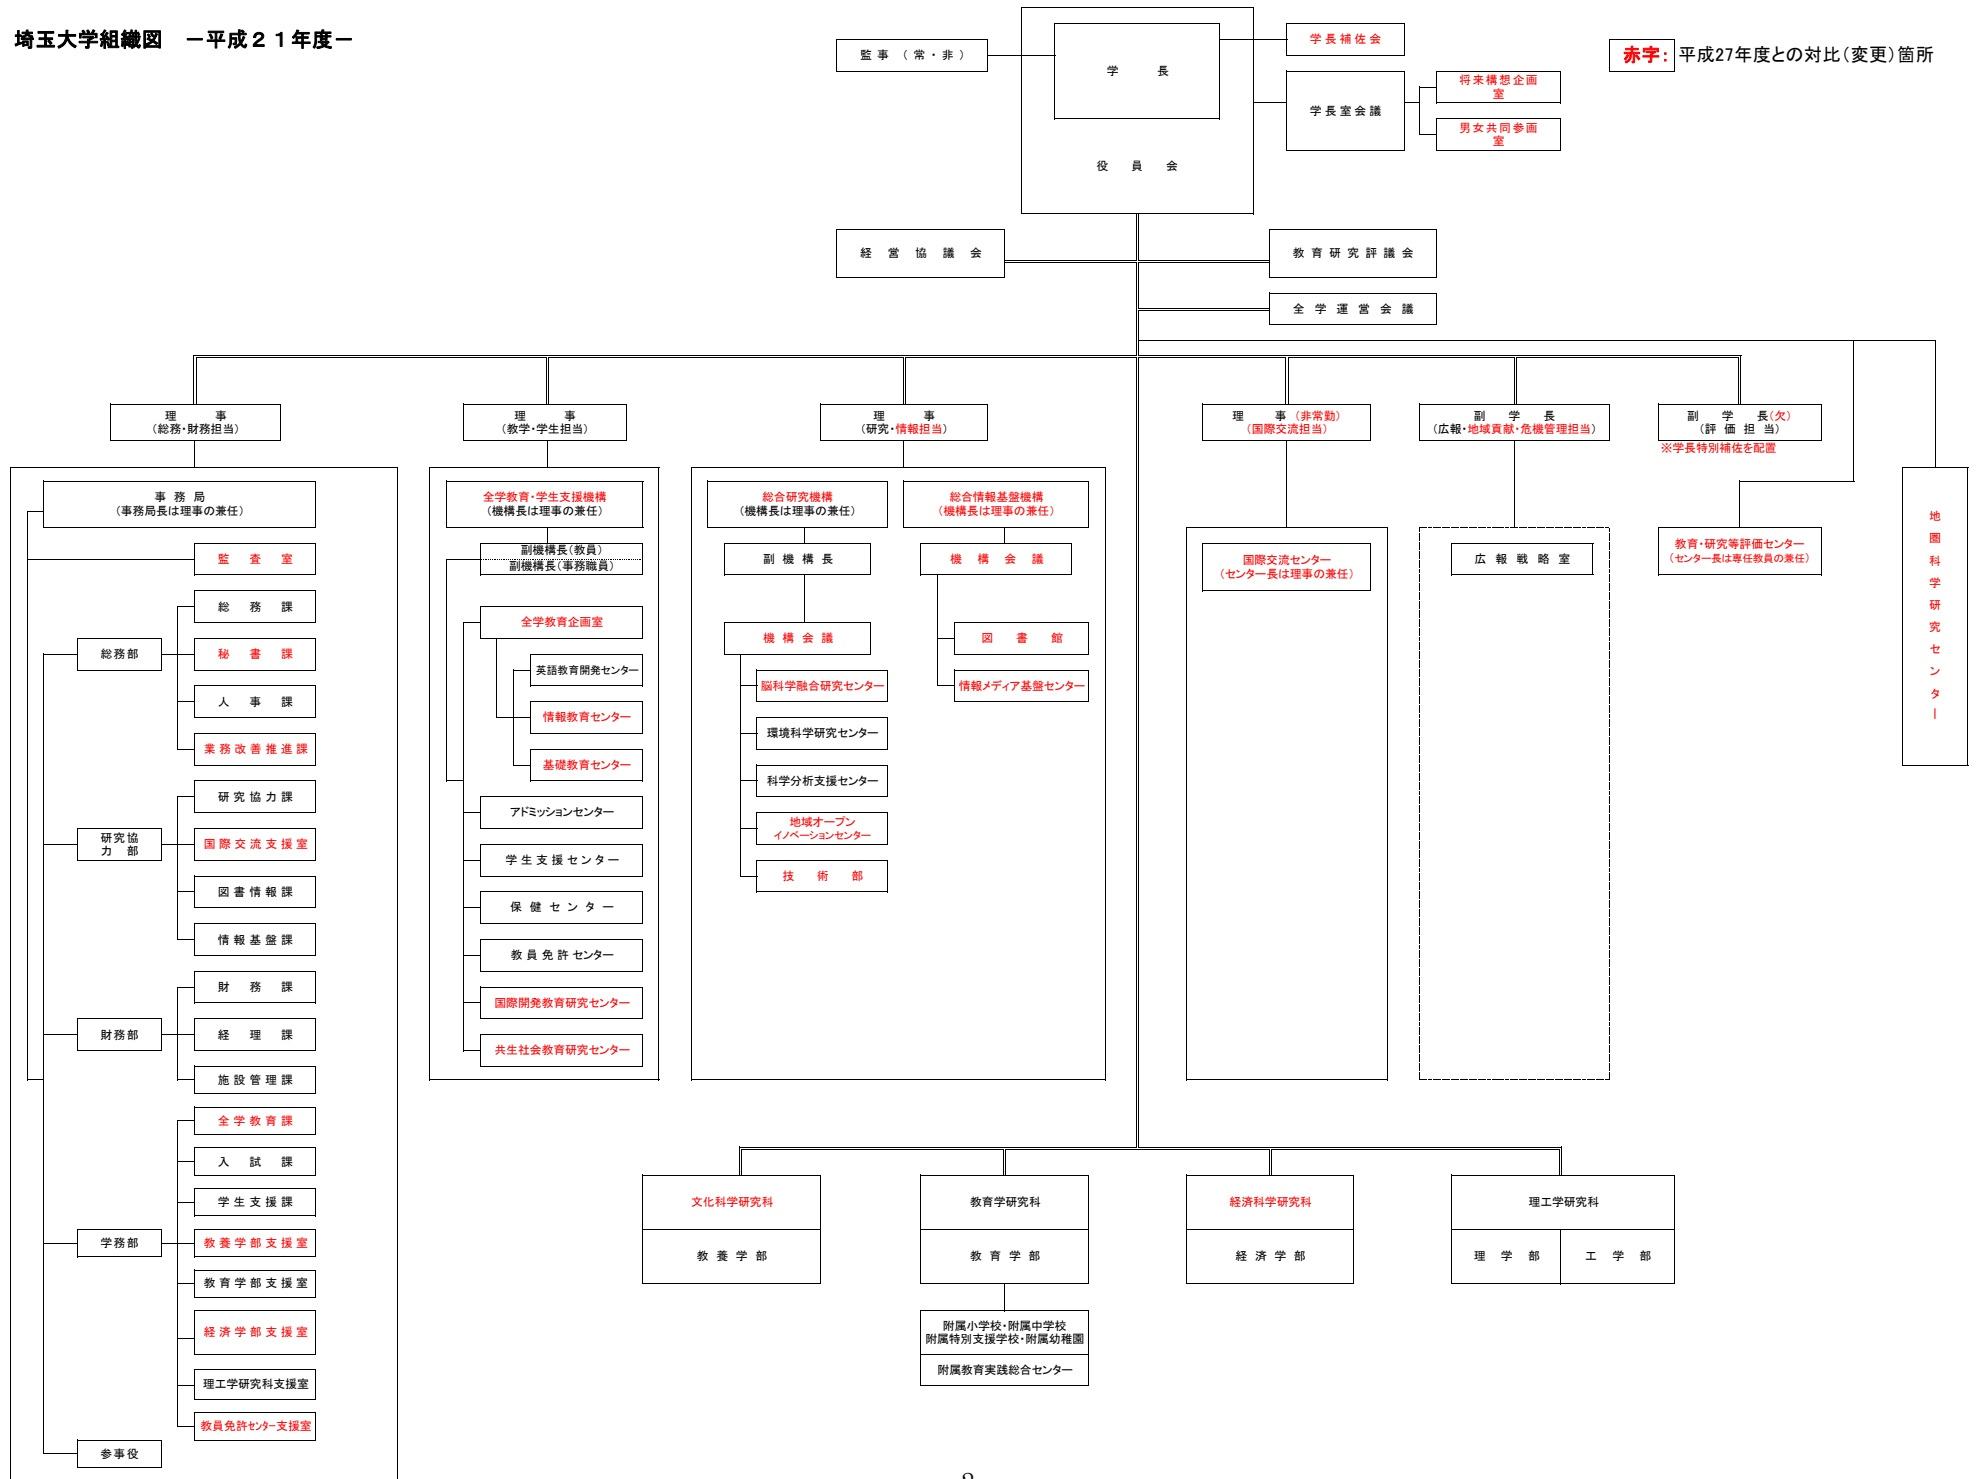 埼玉大学組織図　－平成２１年度－
監事（常・非）
学長
役員会
学長補佐会
学長室会議
将来構想企画
室
男女共同参画
室
赤字：平成27年度との対比（変更）箇所
経営協議会
教育研究評議会
全学運営会議
理事
（総務・財務担当）
理事
（教学・学生担当）
理事
（研究・情報担当）
理事（非常勤）
（国際交流担当）
副学長
（広報・地域貢献・危機管理担当）
副学長（欠）
（評価担当）
※学長特別補佐を配置
事務局
（事務局長は理事の兼任）
監査室
総務部
総務課
秘書課
人事課
業務改善推進課
研究協
力部
研究協力課
国際交流支援室
図書情報課
情報基盤課
財務部
財務課
経理課
施設管理課
学務部
全学教育課
入試課
学生支援課
教養学部支援室
教育学部支援室
経済学部支援室
理工学研究科支援室
教員免許センター支援室
参事役
全学教育・学生支援機構
（機構長は理事の兼任）
副機構長（教員）
副機構長（事務職員）
全学教育企画室
英語教育開発センター
情報教育センター
基礎教育センター
アドミッションセンター
学生支援センター
保健センター
教員免許センター
国際開発教育研究センター
共生社会教育研究センター
総合研究機構
（機構長は理事の兼任）
副機構長
機構会議
脳科学融合研究センター
環境科学研究センター
科学分析支援センター
地域オープン
イノベーションセンター
技術部
総合情報基盤機構
（機構長は理事の兼任）
機構会議
図書館
情報メディア基盤センター
国際交流センター
（センター長は理事の兼任）
広報戦略室
教育・研究等評価センター
（センター長は専任教員の兼任）
地圏科学研究センター
文化科学研究科
教養学部
教育学研究科
教育学部
附属小学校・附属中学校
附属特別支援学校・附属幼稚園
附属教育実践総合センター
経済科学研究科
経済学部
理工学研究科
理学部
工学部